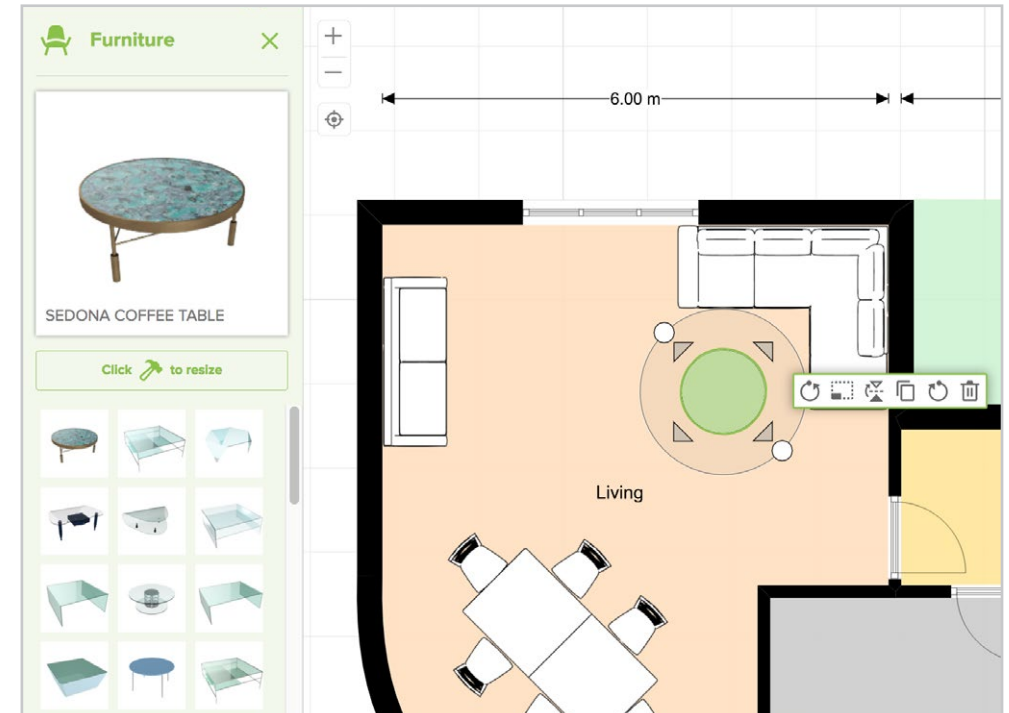 Furniture
6.00 m
SEDONA COFFEE TABLE
Click to resize
Living